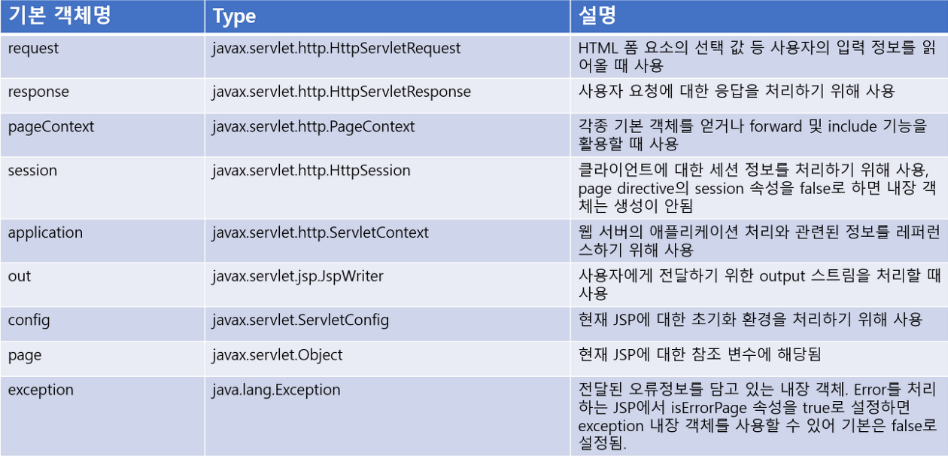 기본 객체명 Type 설명
request javax.servlet.http.HttpServletRequest HTML 폼 요소의 선택 값 등 사용자의 입력 정보를 읽
어올 때 사용
response javax.servlet.http.HttpServletResponse 사용자 요청에 대한 응답을 처리하기 위해 사용
pageContext javax.servlet.http.PageContext 각종 기본 객체를 얻거나 forward 및 include 기능을
활용할 때 사용
session javax.servlet.http.HttpSession 클라이언트에 대한 세션 정보를 처리하기 위해 사용,
page directive의 session 속성을 false로 하면 내장 객
체는 생성이 안됨
application javax.servlet.http.ServletContext 웹 서버의 애플리케이션 처리와 관련된 정보를 레퍼런
스하기 위해 사용
out javax.servlet.jsp.JspWriter 사용자에게 전달하기 위한 output 스트림을 처리할 때
사용
config javax.servlet.ServletConfig 현재 JSP에 대한 초기화 환경을 처리하기 위해 사용
page javax.servlet.Object 현재 JSP에 대한 참조 변수에 해당됨
exception java.lang.Exception 전달된 오류정보를 담고 있는 내장 객체. Error를 처리
하는 JSP에서 isErrorPage 속성을 true로 설정하면
exception 내장 객체를 사용할 수 있어 기본은 false로
설정됨.